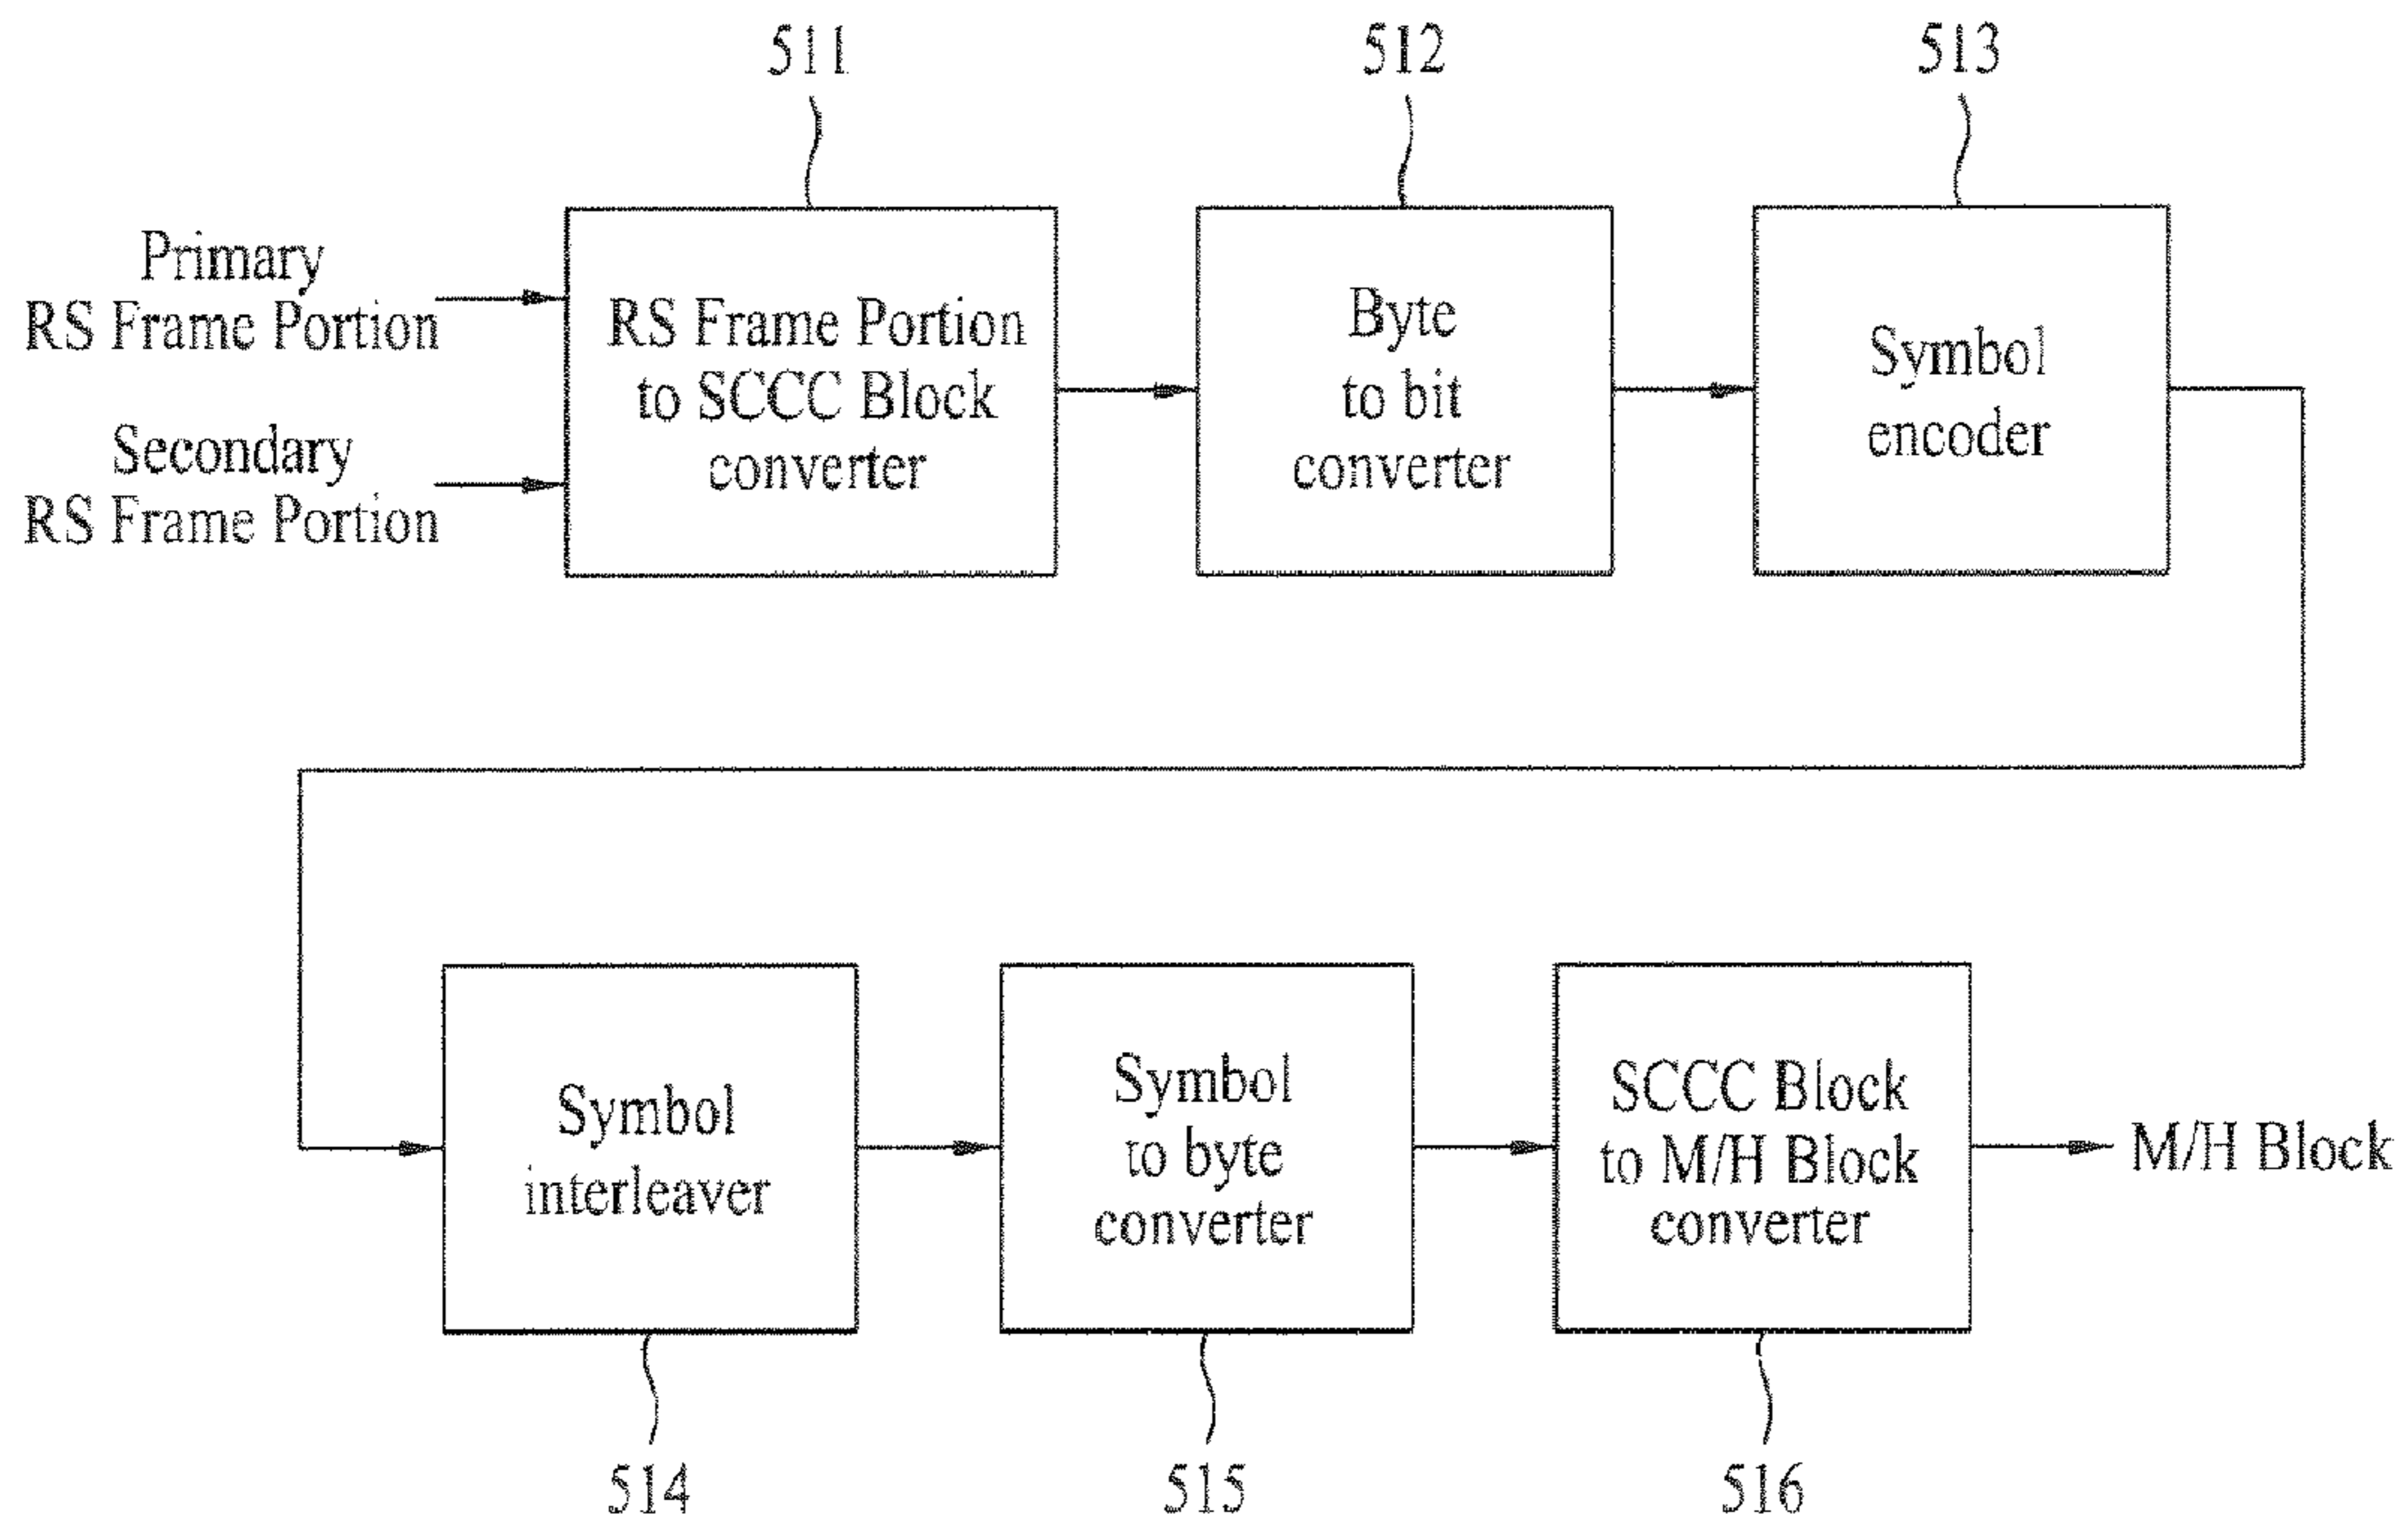 511
512
513
Primary
RS Frame Portion
Secondary
RS Frame Portion
RS Frame Portion
to SCCC Block
converter
Byte
to bit
converter
Symbol
encoder
Symbol
interleaver
Symbol
to byte
converter
SCCC Block
to M/H Block
converter
M/H Block
514
515
516